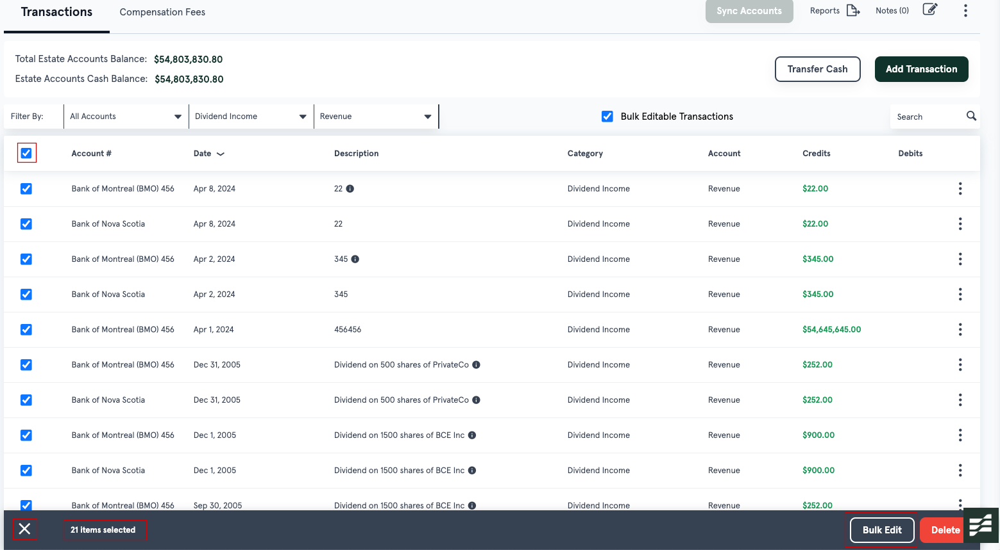 Transactions Compensation Fees Sync Accounts Reports Notes (0)
Total Estate Accounts Balance: $54,803,830.80
Estate Accounts Cash Balance: $54,803,830.80
Transfer Cash Add Transaction
Filter By: All Accounts Dividend Income Revenue Bulk Editable Transactions Search
Account # Date Description Category Account Credits Debits
Bank of Montreal (BMO) 456 Apr 8, 2024 22 Dividend Income Revenue $22.00
Bank of Nova Scotia Apr 8, 2024 22 Dividend Income Revenue $22.00
Bank of Montreal (BMO) 456 Apr 2, 2024 345 Dividend Income Revenue $345.00
Bank of Nova Scotia Apr 2, 2024 345 Dividend Income Revenue $345.00
Bank of Montreal (BMO) 456 Apr 1, 2024 456456 Dividend Income Revenue $54,645,645.00
Bank of Montreal (BMO) 456 Dec 31, 2005 Dividend on 500 shares of PrivateCo Dividend Income Revenue $252.00
Bank of Nova Scotia Dec 31, 2005 Dividend on 500 shares of PrivateCo Dividend Income Revenue $252.00
Bank of Montreal (BMO) 456 Dec 1, 2005 Dividend on 1500 shares of BCE Inc Dividend Income Revenue $900.00
Bank of Nova Scotia Dec 1, 2005 Dividend on 1500 shares of BCE Inc Dividend Income Revenue $900.00
Bank of Montreal (BMO) 456 Sep 30, 2005 Dividend on 1500 shares of BCE Inc Dividend Income Revenue $252.00
21 items selected Bulk Edit Delete